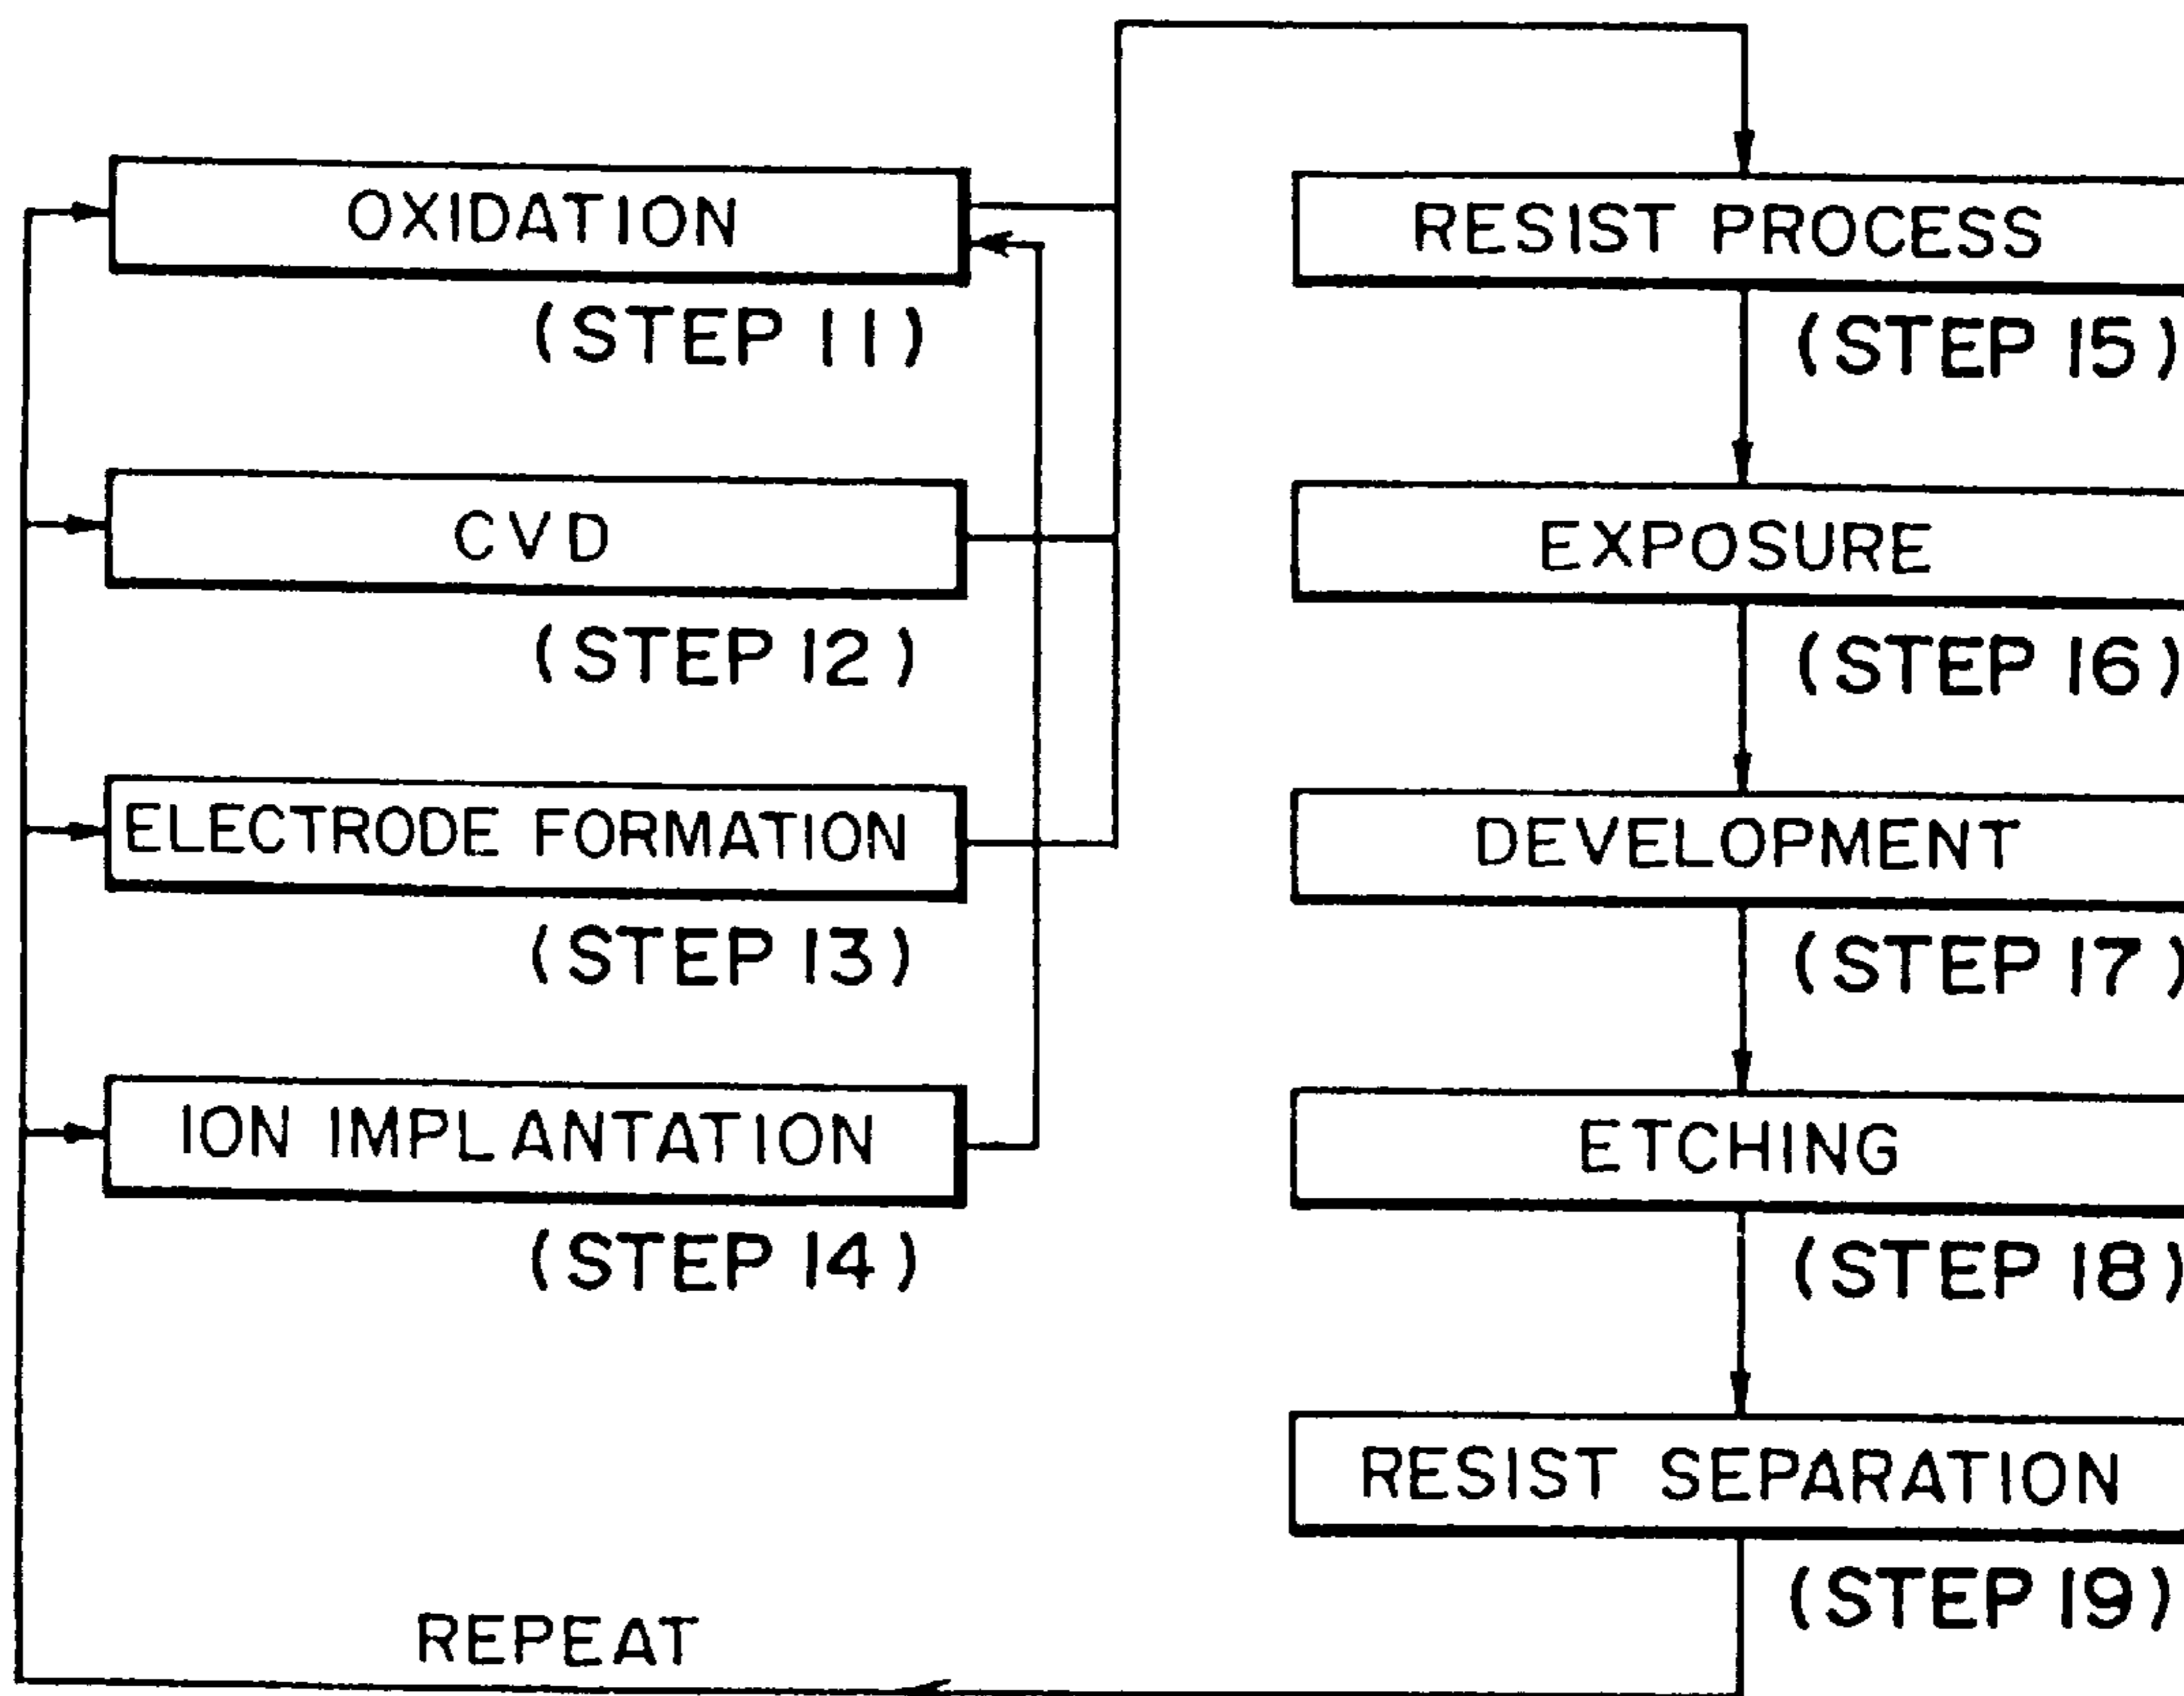 OXIDATION
(STEP 11)
CVD
(STEP 12)
ELECTRODE FORMATION
(STEP 13)
ION IMPLANTATION
(STEP 14)
REPEAT
RESIST PROCESS
(STEP 15)
EXPOSURE
(STEP 16)
DEVELOPMENT
(STEP 17)
ETCHING
(STEP 18)
RESIST SEPARATION
(STEP 19)